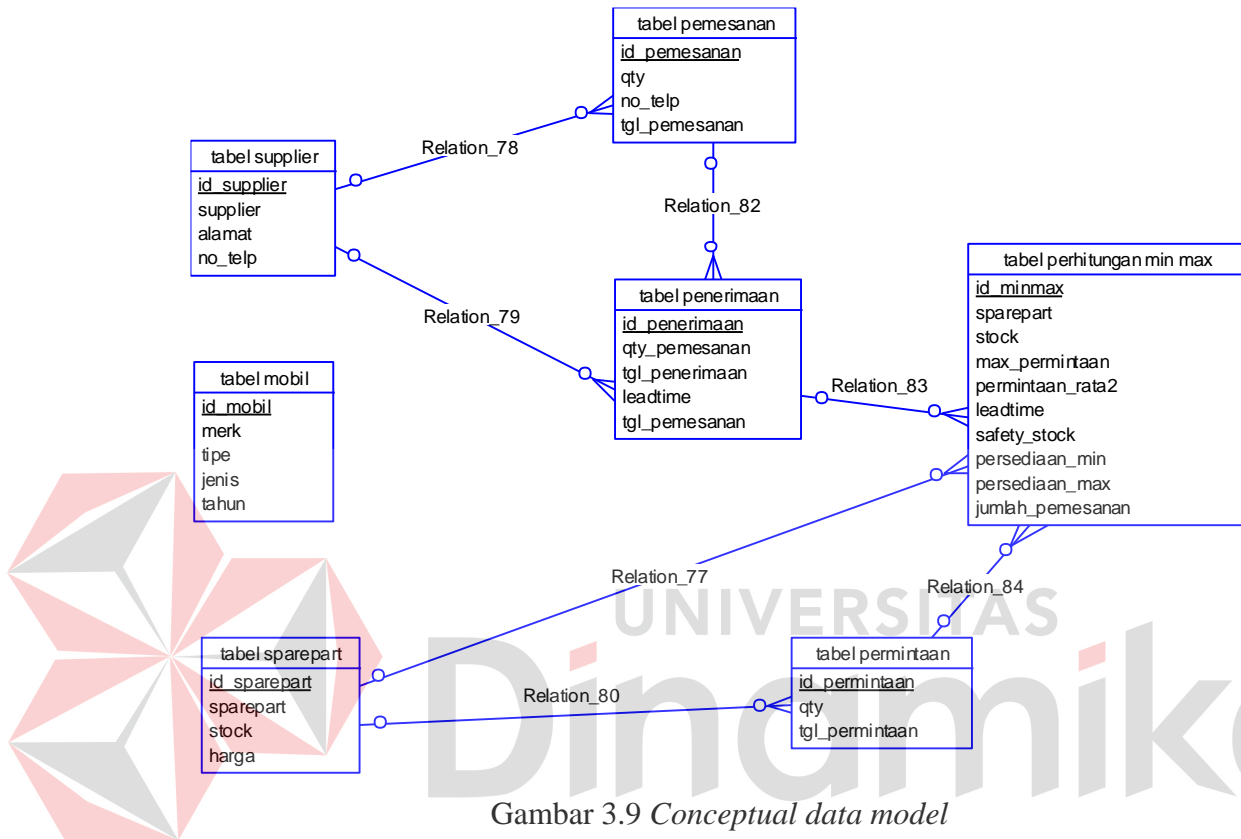 tabel pemesanan
id_pemesanan
qty
no_telp
tgl_pemesanan
Relation_78
tabel supplier
id_supplier
supplier
alamat
no_telp
Relation_82
Relation_79
tabel penerimaan
id_penerimaan
qty_pemesanan
tgl_penerimaan
leadtime
tgl_pemesanan
Relation_83
tabel perhitungan min max
id_minmax
sparepart
stock
max_permintaan
permintaan_rata2
leadtime
safety_stock
persediaan_min
persediaan_max
jumlah_pemesanan
tabel mobil
id_mobil
merk
tipe
jenis
tahun
Relation_77
Relation_84
UNIVERSITAS
Dinamika
tabel sparepart
id_sparepart
sparepart
stock
harga
Relation_80
tabel permintaan
id_permintaan
qty
tgl_permintaan
Gambar 3.9 Conceptual data model